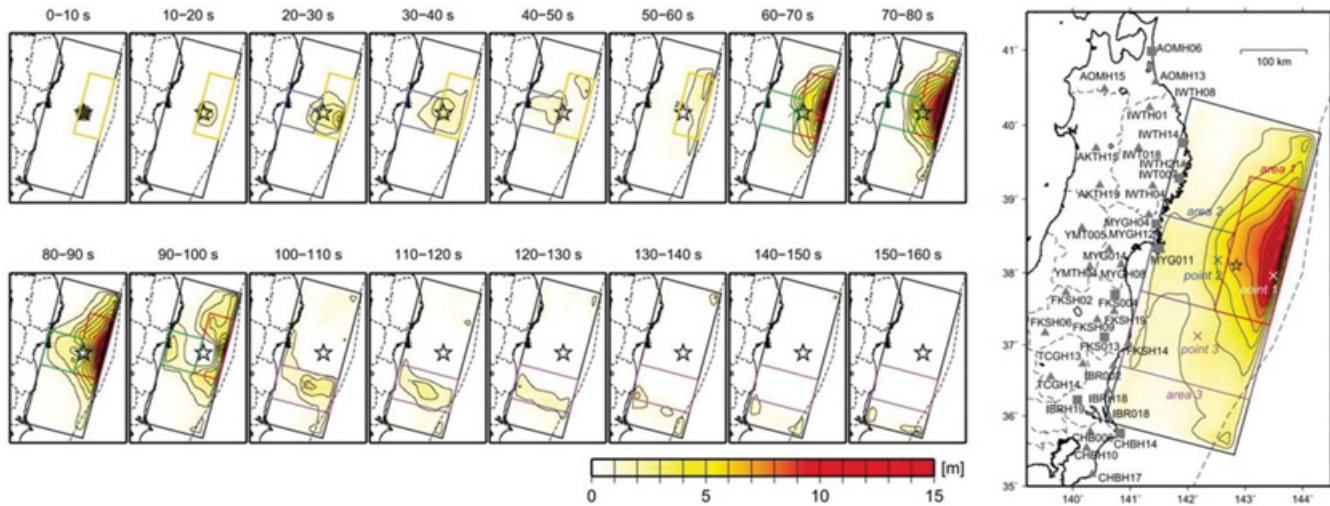 0-10 s 10-20 s 20-30 s 30-40 s 40-50 s 50-60 s 60-70 s 70-80 s
80-90 s 90-100 s 100-110 s 110-120 s 120-130 s 130-140 s 140-150 s 150-160 s
0 5 10 15 [m]
100 km
41˚
40˚
39˚
38˚
37˚
36˚
35˚
AOMH06
AOMH15
AOMH13
IWTH08
IWTH01
IWTH14
AKTH15
IWT018
IWTH21
IWT007
AKTH19
IWTH04
area 1
area 2
MYGH04
YMT005
MYGH12
MYG014
MYG011
YMTH04
MYGH08
point 2
point 1
FKSH02
FKS004
FKSH06
FKSH19
FKSH09
FKS013
FKSH14
point 3
TCGH13
IBR002
TCGH14
area 3
IBRH18
IBRH19
IBR018
CHBH14
CHBH10
CHBH17
140˚ 141˚ 142˚ 143˚ 144˚